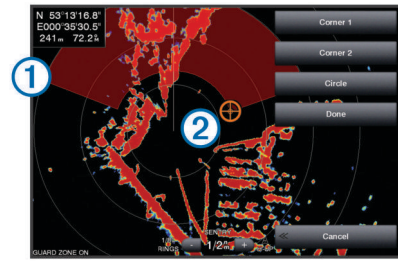 N 53°13'16.8"
E000°35'30.5"
241m 72.2°
Corner 1
Corner 2
Circle
Done
1
2
RINGS
SENTRY
- 1/2 +
GUARD ZONE ON
Cancel